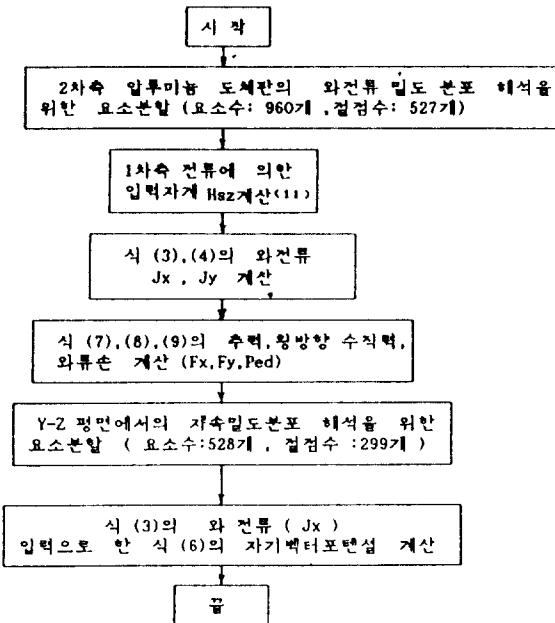 시 작
2차측 알루미늄 도체판의 와전류 밀도 분포 해석을
위한 요소분할 (요소수: 960개 ,절점수: 527개)
1차측 전류에 의한
입력자계 Hsz계산(11)
식 (3),(4)의 와전류
Jx , Jy 계산
식 (7),(8),(9)의 추력,횡방향 수직력,
와류손 계산 (Fx,Fy,Ped)
Y-Z 평면에서의 자속밀도분포 해석을 위한
요소분할 ( 요소수:528개 , 절점수 :299개 )
식 (3)의 와 전류 ( Jx )
입력으로 한 식 (6)의 자기벡터포텐셜 계산
끝